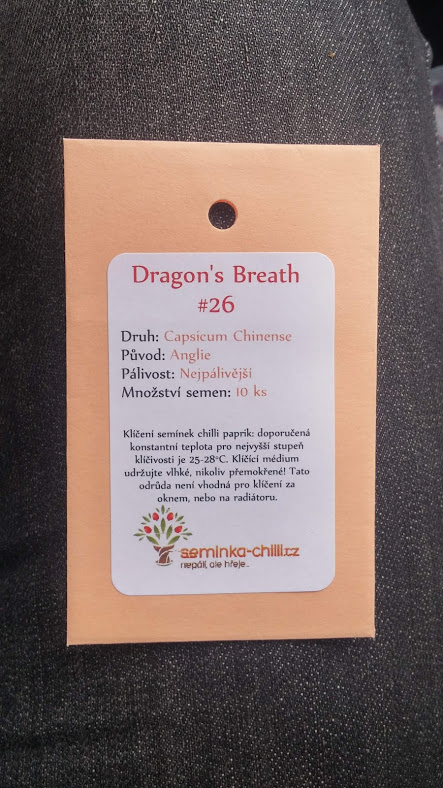 Dragon's Breath
#26
Druh: Capsicum Chinense
Původ: Anglie
Pálivost: Nejpálivější
Množství semen: 10 ks
Klíčení semínek chilli paprik: doporučená
konstantní teplota pro nejvyšší stupeň
klíčivosti je 25-28°C. Klíčící médium
udržujte vlhké, nikoliv přemokřené! Tato
odrůda není vhodná pro klíčení za
oknem, nebo na radiátoru.
seminka-chilli.cz
nepálí, ale hřeje..